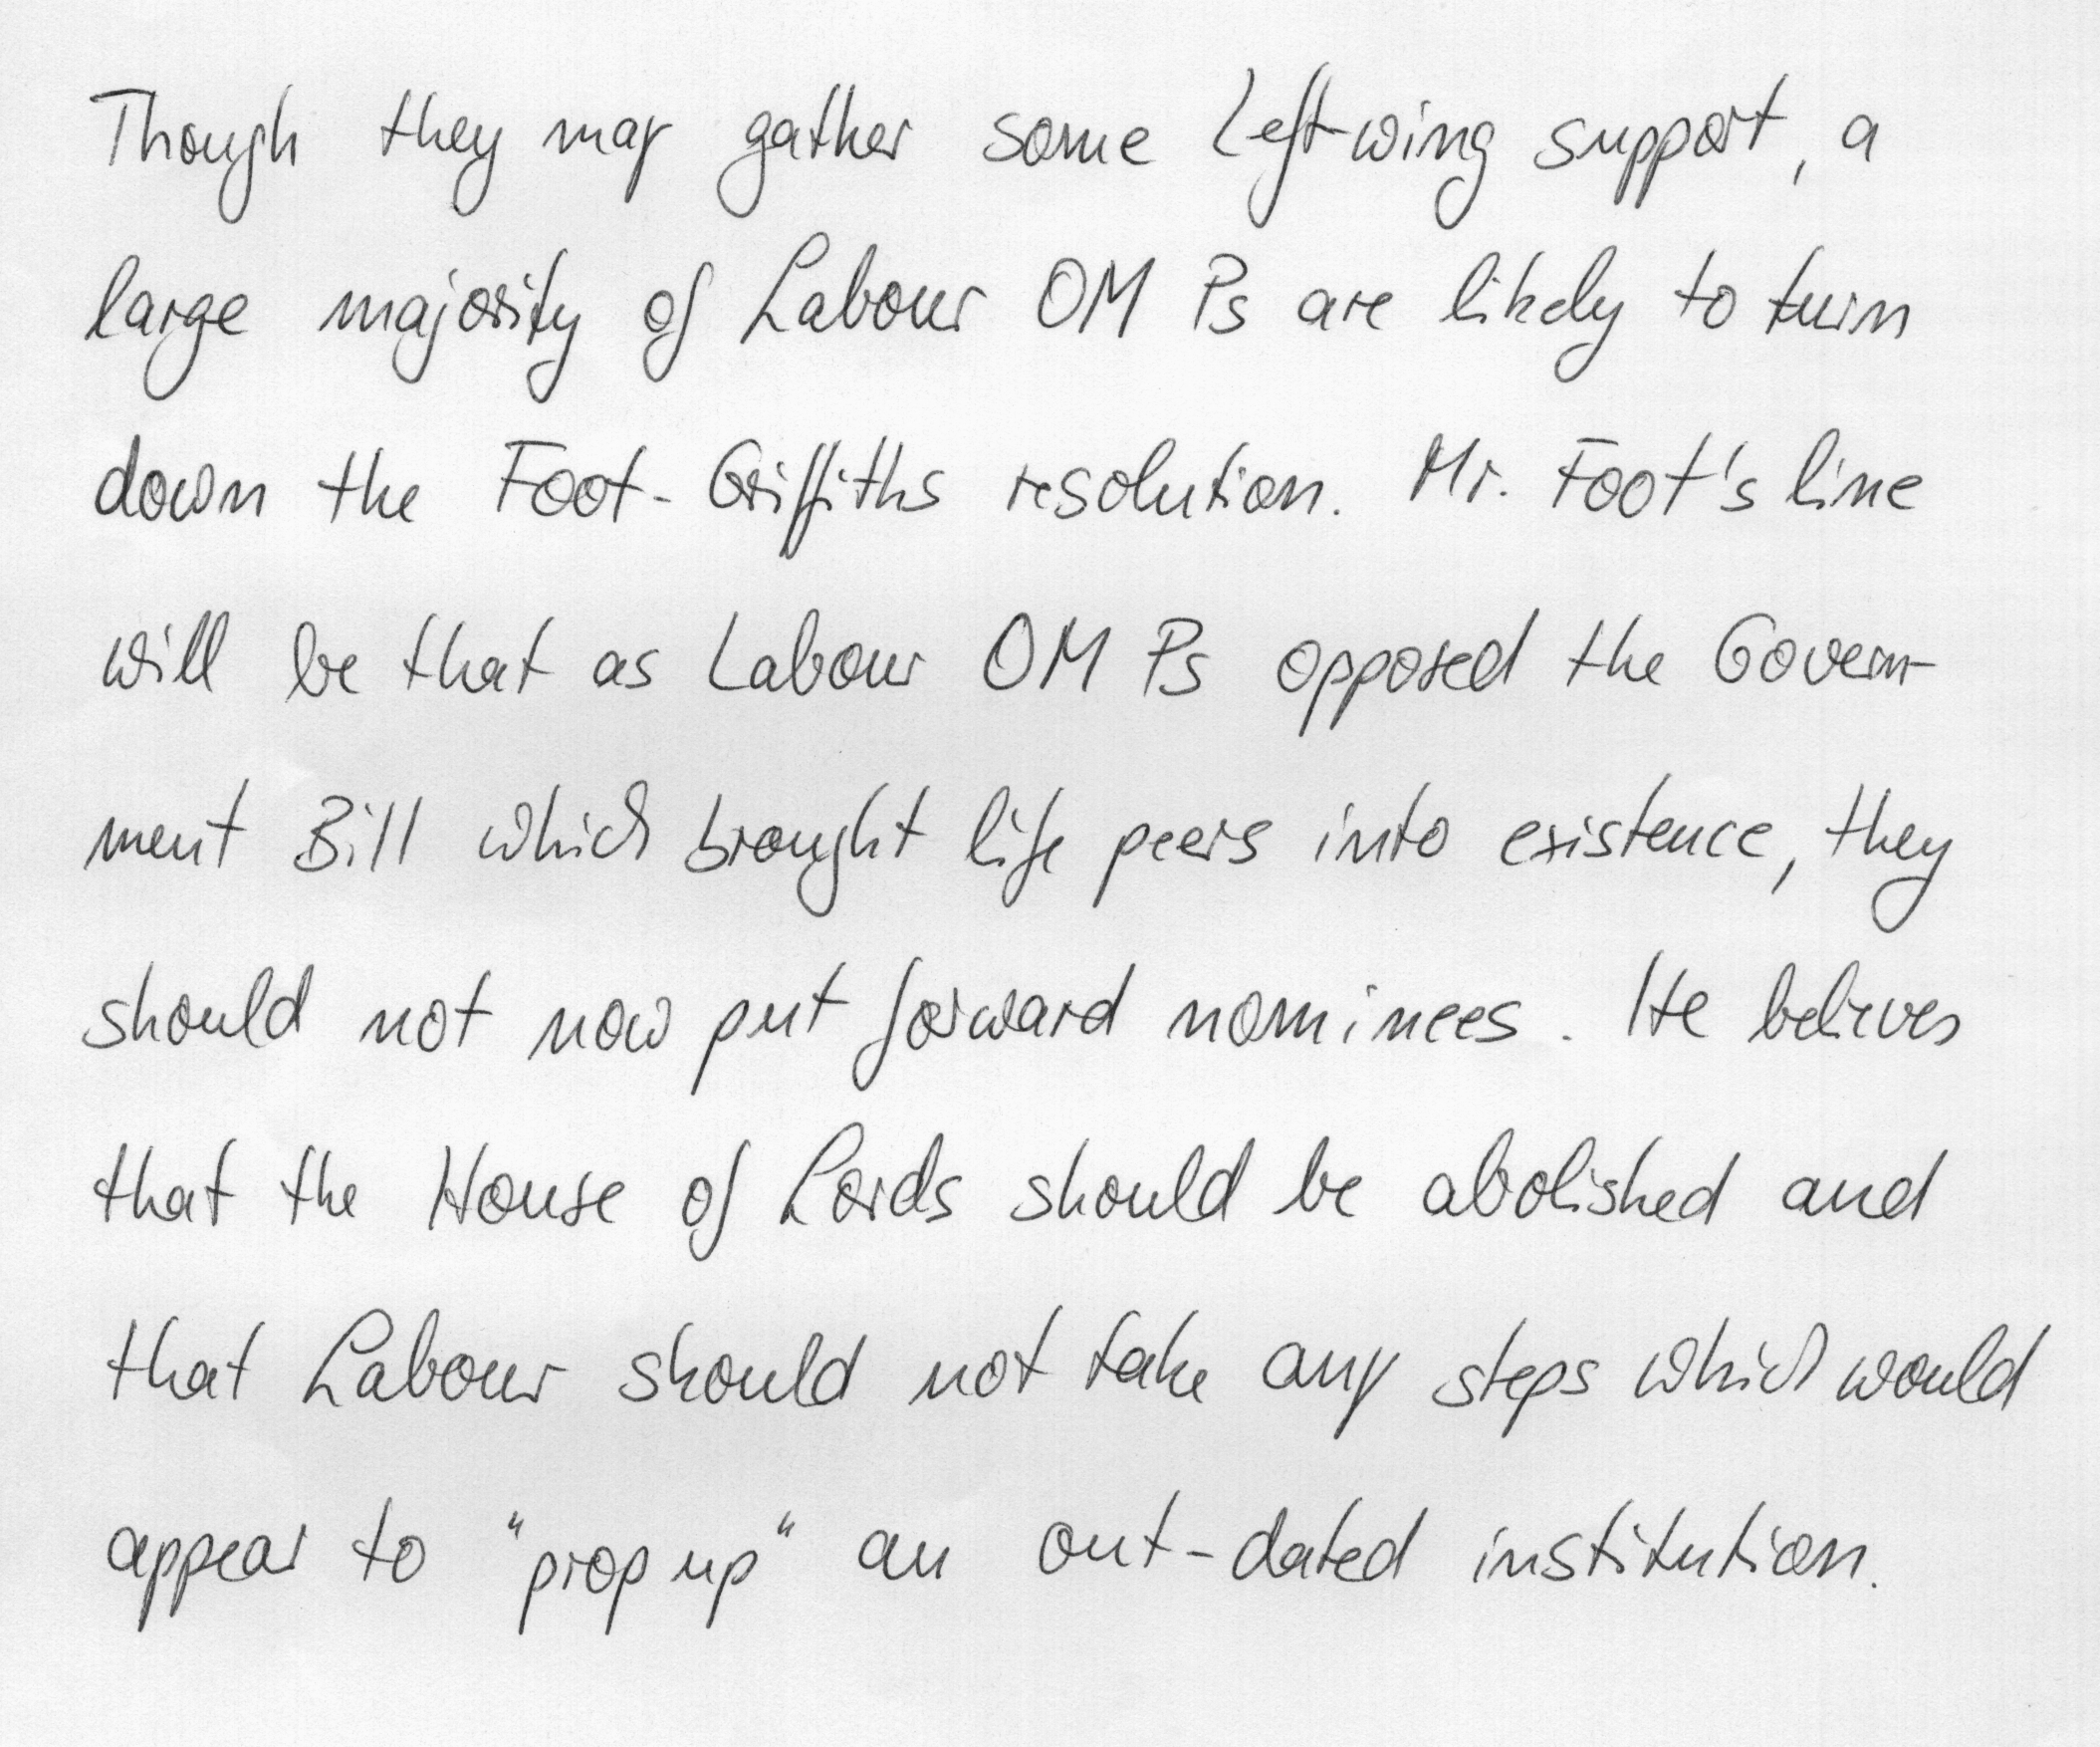 Though they may gather some Left-wing support, a
large majority of Labour OM Ps are likely to turn
down the Foot-Griffiths resolution. Mr. Foot's line
will be that as Labour OM Ps opposed the Govern-
ment Bill which brought life peers into existence, they
should not now put forward nominees. He believes
that the House of Lords should be abolished and
that Labour should not take any steps which would
appear to "prop up" an out-dated institution.